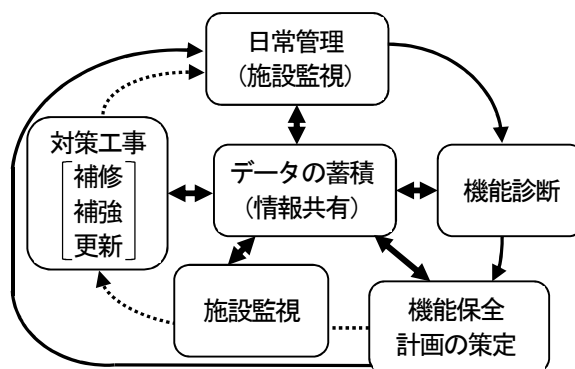 日常管理
(施設監視)
対策工事
補修
補強
更新
データの蓄積
(情報共有)
機能診断
施設監視
機能保全
計画の策定